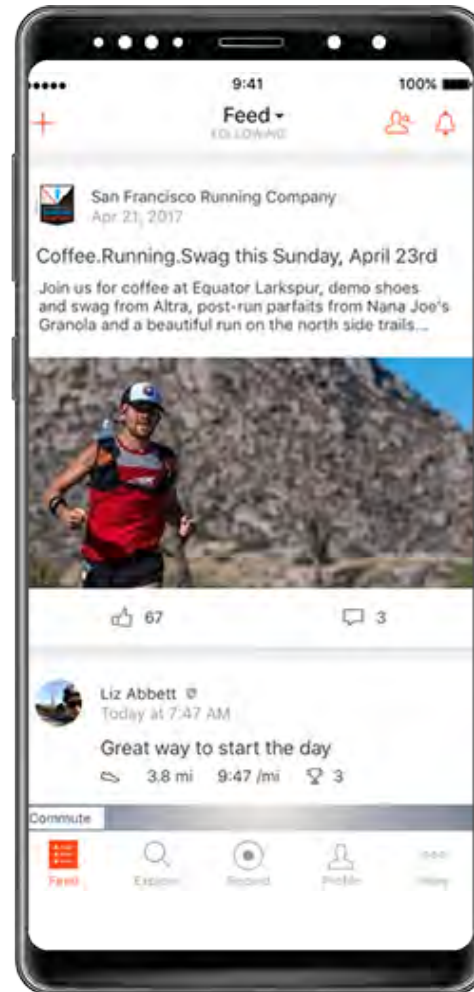 9:41
100%
Feed
FOLLOWING
San Francisco Running Company
Apr 21, 2017
Coffee.Running.Swag this Sunday, April 23rd
Join us for coffee at Equator Larkspur, demo shoes
and swag from Altra, post-run parfaits from Nana Joe's
Granola and a beautiful run on the north side trails...
67
3
Liz Abbett
Today at 7:47 AM
Great way to start the day
3.8 mi 9:47 /mi 3
Commute
Feed Explore Record Profile More